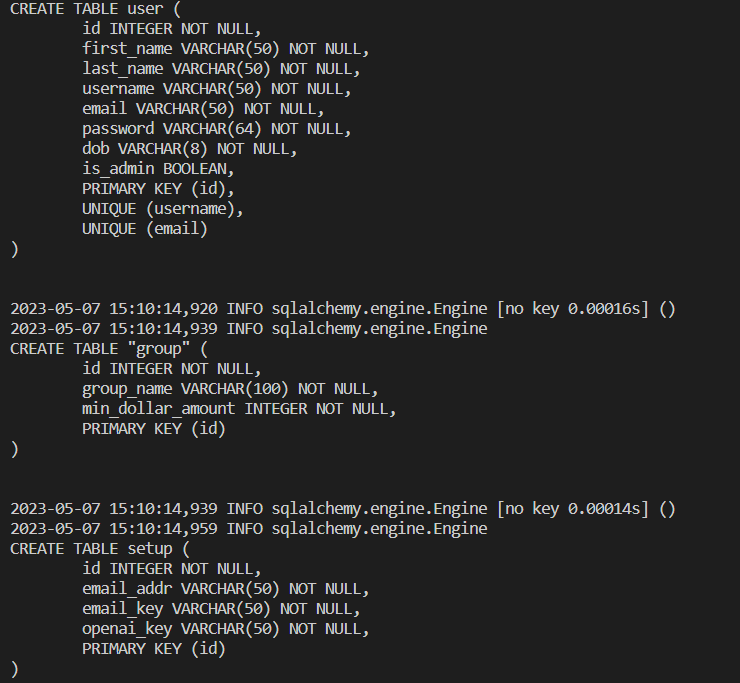 CREATE TABLE user (
        id INTEGER NOT NULL,
        first_name VARCHAR(50) NOT NULL,
        last_name VARCHAR(50) NOT NULL,
        username VARCHAR(50) NOT NULL,
        email VARCHAR(50) NOT NULL,
        password VARCHAR(64) NOT NULL,
        dob VARCHAR(8) NOT NULL,
        is_admin BOOLEAN,
        PRIMARY KEY (id),
        UNIQUE (username),
        UNIQUE (email)
)
2023-05-07 15:10:14,920 INFO sqlalchemy.engine.Engine [no key 0.00016s] ()
2023-05-07 15:10:14,939 INFO sqlalchemy.engine.Engine
CREATE TABLE "group" (
        id INTEGER NOT NULL,
        group_name VARCHAR(100) NOT NULL,
        min_dollar_amount INTEGER NOT NULL,
        PRIMARY KEY (id)
)
2023-05-07 15:10:14,939 INFO sqlalchemy.engine.Engine [no key 0.00014s] ()
2023-05-07 15:10:14,959 INFO sqlalchemy.engine.Engine
CREATE TABLE setup (
        id INTEGER NOT NULL,
        email_addr VARCHAR(50) NOT NULL,
        email_key VARCHAR(50) NOT NULL,
        openai_key VARCHAR(50) NOT NULL,
        PRIMARY KEY (id)
)